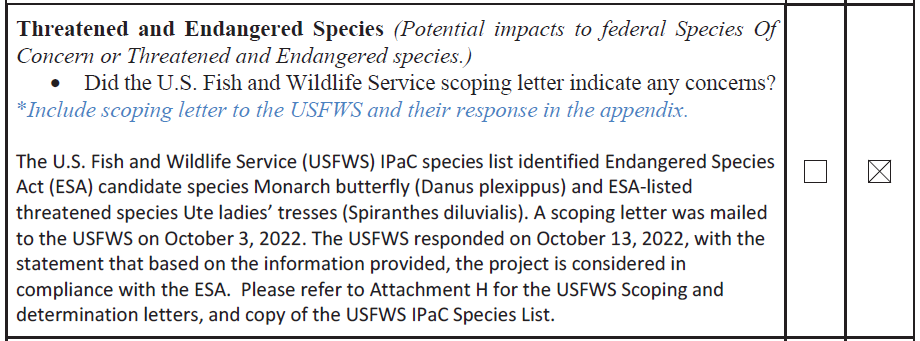 Threatened and Endangered Species (Potential impacts to federal Species Of
Concern or Threatened and Endangered species.)
• Did the U.S. Fish and Wildlife Service scoping letter indicate any concerns?
*Include scoping letter to the USFWS and their response in the appendix.
The U.S. Fish and Wildlife Service (USFWS) IPaC species list identified Endangered Species
Act (ESA) candidate species Monarch butterfly (Danus plexippus) and ESA-listed
threatened species Ute ladies’ tresses (Spiranthes diluvialis). A scoping letter was mailed
to the USFWS on October 3, 2022. The USFWS responded on October 13, 2022, with the
statement that based on the information provided, the project is considered in
compliance with the ESA.  Please refer to Attachment H for the USFWS Scoping and
determination letters, and copy of the USFWS IPaC Species List.